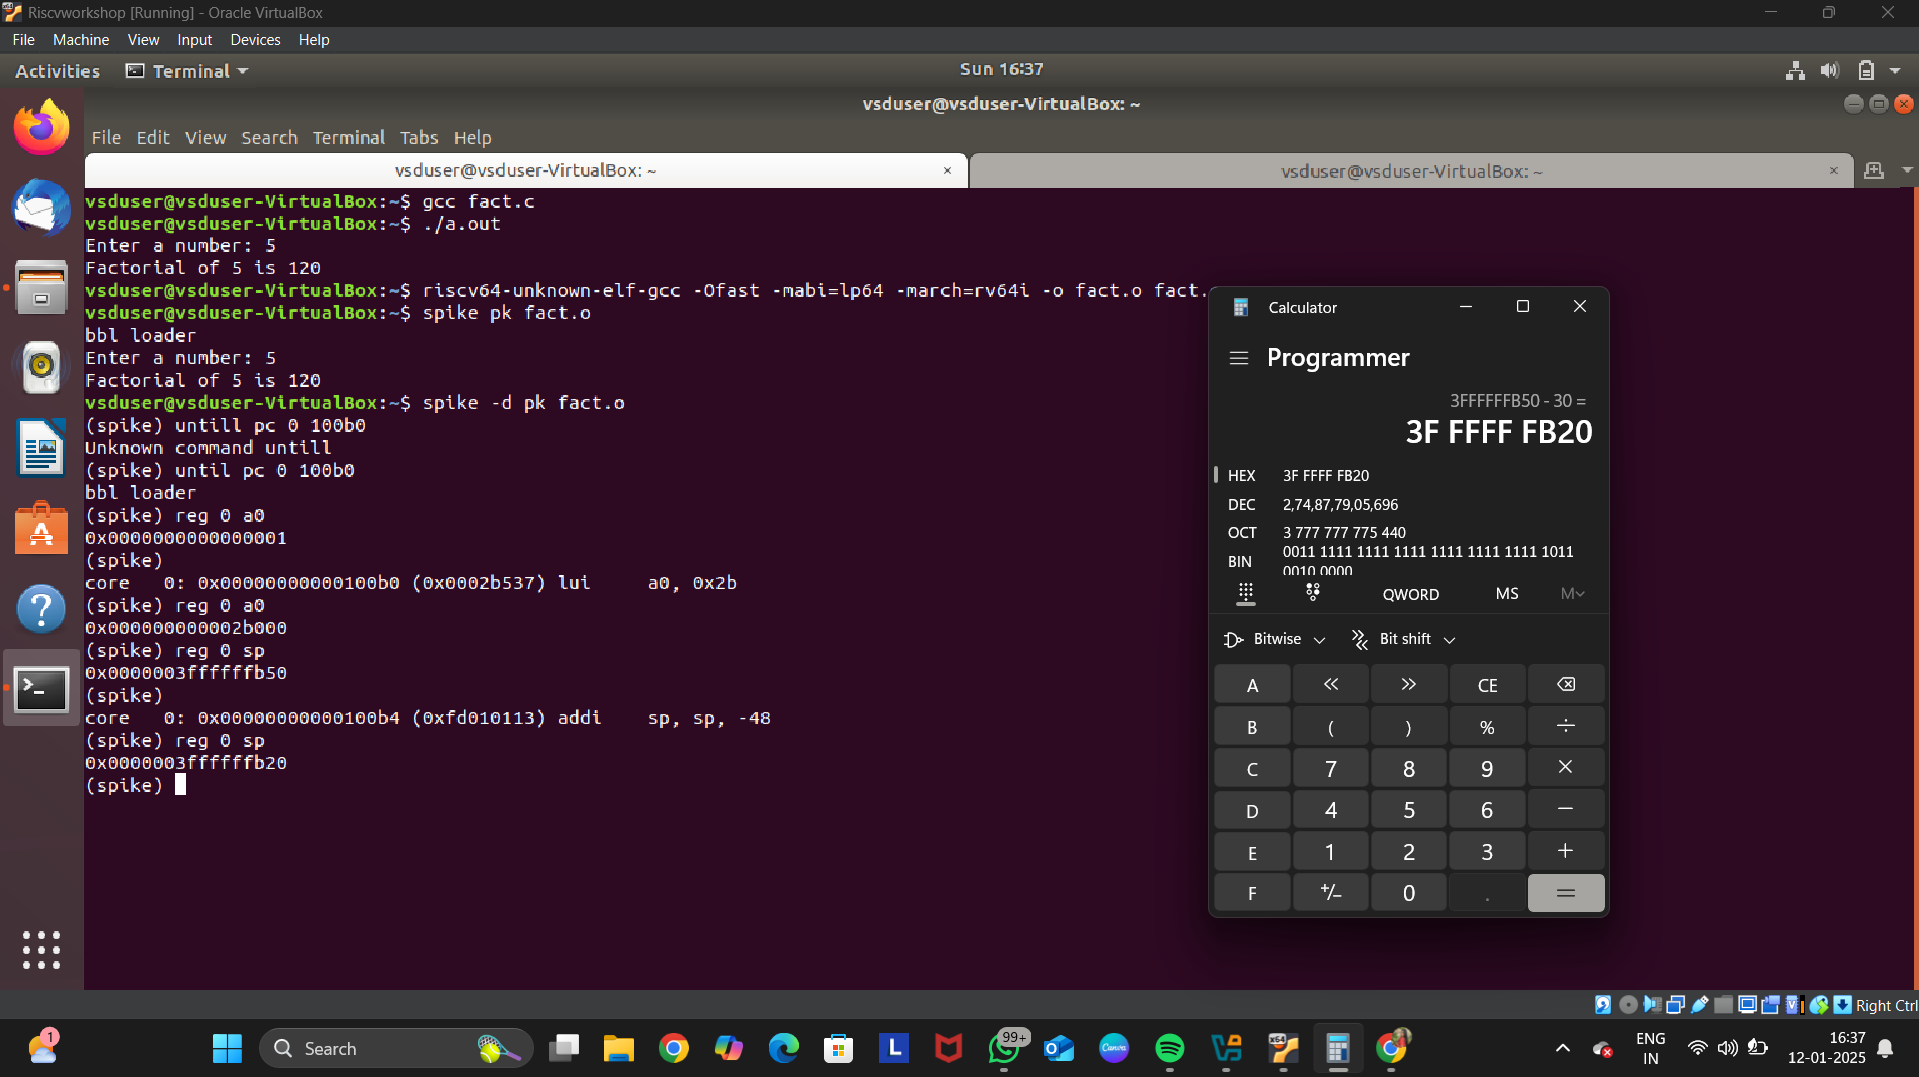 Riscvworkshop [Running] - Oracle VirtualBox
File Machine View Input Devices Help
Activities Terminal Sun 16:37
vsduser@vsduser-VirtualBox: ~
File Edit View Search Terminal Tabs Help
vsduser@vsduser-VirtualBox: ~ × vsduser@vsduser-VirtualBox: ~ ×
vsduser@vsduser-VirtualBox:~$ gcc fact.c
vsduser@vsduser-VirtualBox:~$ ./a.out
Enter a number: 5
Factorial of 5 is 120
vsduser@vsduser-VirtualBox:~$ riscv64-unknown-elf-gcc -Ofast -mabi=lp64 -march=rv64i -o fact.o fact.
vsduser@vsduser-VirtualBox:~$ spike pk fact.o
bbl loader
Enter a number: 5
Factorial of 5 is 120
vsduser@vsduser-VirtualBox:~$ spike -d pk fact.o
(spike) untill pc 0 100b0
Unknown command untill
(spike) until pc 0 100b0
bbl loader
(spike) reg 0 a0
0x0000000000000001
(spike)
core 0: 0x00000000000100b0 (0x0002b537) lui a0, 0x2b
(spike) reg 0 a0
0x000000000002b000
(spike) reg 0 sp
0x0000003ffffffb50
(spike)
core 0: 0x00000000000100b4 (0xfd010113) addi sp, sp, -48
(spike) reg 0 sp
0x0000003ffffffb20
(spike)
Calculator
Programmer
3FFFFFFB50 - 30 =
3F FFFF FB20
HEX 3F FFFF FB20
DEC 2,74,87,79,05,696
OCT 3 777 777 775 440
BIN 0011 1111 1111 1111 1111 1111 1111 1011
0010 0000
QWORD MS M
Bitwise Bit shift
A << >> CE
B ( ) % ÷
C 7 8 9 ×
D 4 5 6 −
E 1 2 3 +
F +/− 0 . =
Right Ctrl
1 Search L 99+ Canva x64 ENG
IN 16:37
12-01-2025